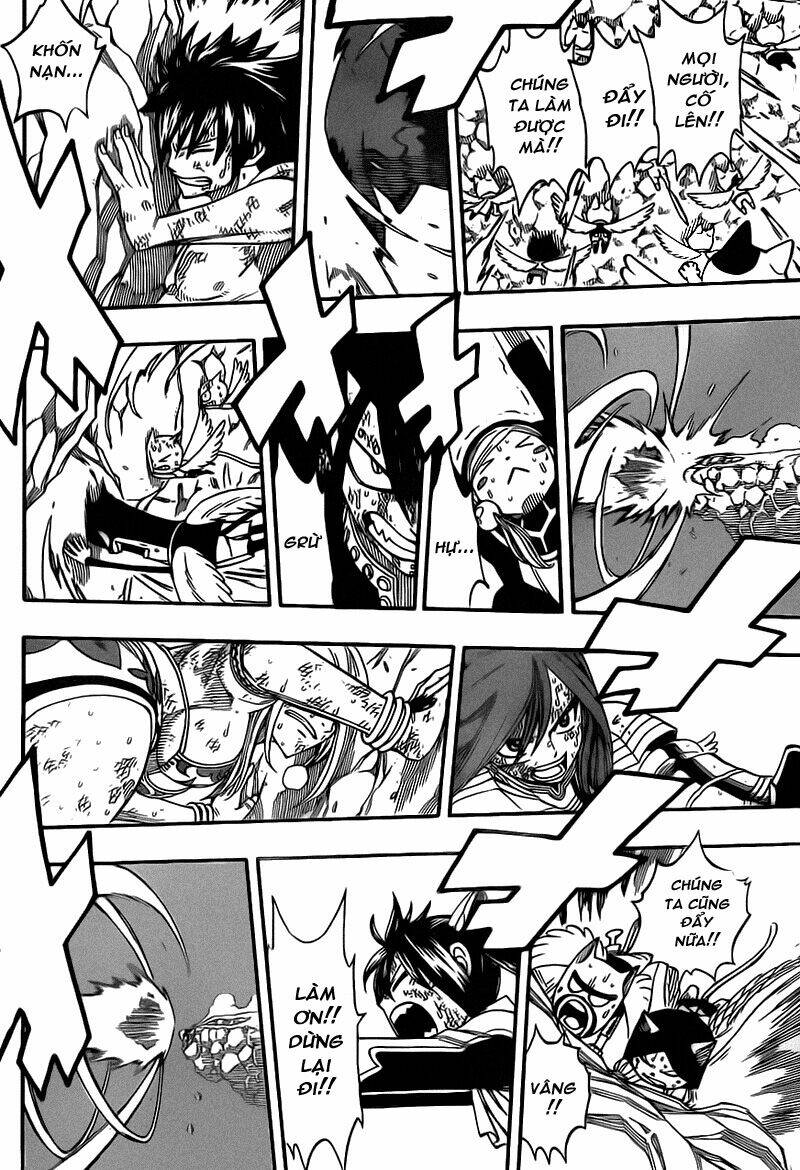 MỌI
NGƯỜI,
CỐ
LÊN!!
ĐẨY
ĐI!!
CHÚNG
TA LÀM
ĐƯỢC
MÀ!!
KHỐN
NẠN...
HỰ...
GRỪ
CHÚNG
TA CŨNG
ĐẨY
NỮA!!
VÂNG
!!
LÀM
ƠN!!
DỪNG
LẠI
ĐI!!